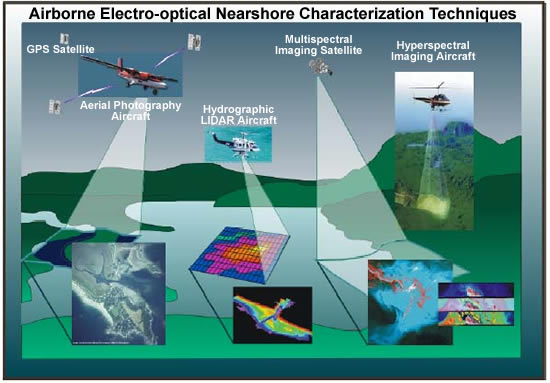 Airborne Electro-optical Nearshore Characterization Techniques
GPS Satellite
Aerial Photography
Aircraft
Hydrographic
LIDAR Aircraft
Multispectral
Imaging Satellite
Hyperspectral
Imaging Aircraft